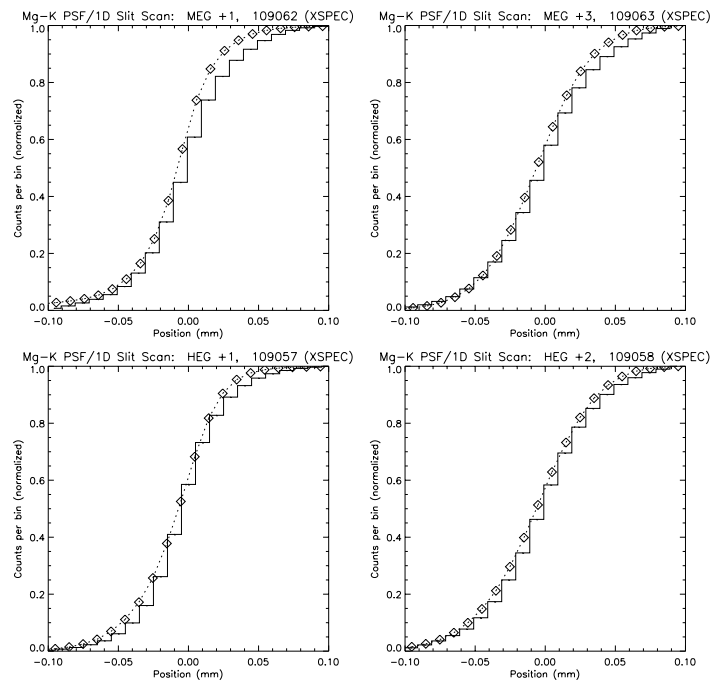 Mg-K PSF/1D Slit Scan: MEG +1, 109062 (XSPEC)
1.0
0.8
0.6
0.4
0.2
0.0
Counts per bin (normalized)
-0.10 -0.05 0.00 0.05 0.10
Position (mm)
Mg-K PSF/1D Slit Scan: MEG +3, 109063 (XSPEC)
1.0
0.8
0.6
0.4
0.2
0.0
Counts per bin (normalized)
-0.10 -0.05 0.00 0.05 0.10
Position (mm)
Mg-K PSF/1D Slit Scan: HEG +1, 109057 (XSPEC)
1.0
0.8
0.6
0.4
0.2
0.0
Counts per bin (normalized)
-0.10 -0.05 0.00 0.05 0.10
Position (mm)
Mg-K PSF/1D Slit Scan: HEG +2, 109058 (XSPEC)
1.0
0.8
0.6
0.4
0.2
0.0
Counts per bin (normalized)
-0.10 -0.05 0.00 0.05 0.10
Position (mm)